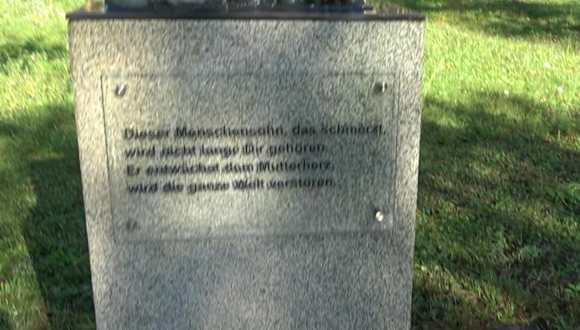 Dieser Menschensohn, das schmerzt,
wird nicht lange Dir gehören.
Er entwächst dem Mutterherz,
wird die ganze Welt verstören.